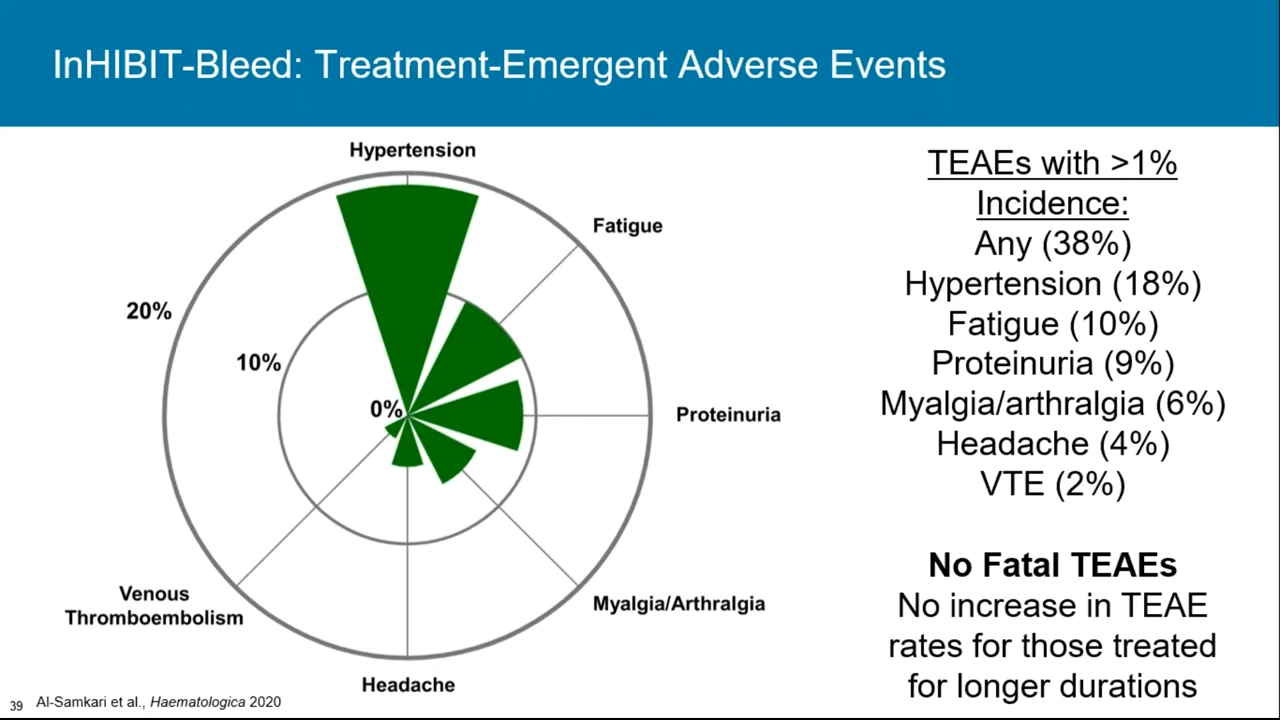 InHIBIT-Bleed: Treatment-Emergent Adverse Events
Hypertension
Fatigue
20%
10%
0%
Proteinuria
Venous
Thromboembolism
Myalgia/Arthralgia
Headache
TEAEs with >1%
Incidence:
Any (38%)
Hypertension (18%)
Fatigue (10%)
Proteinuria (9%)
Myalgia/arthralgia (6%)
Headache (4%)
VTE (2%)
No Fatal TEAEs
No increase in TEAE
rates for those treated
for longer durations
39 Al-Samkari et al., Haematologica 2020